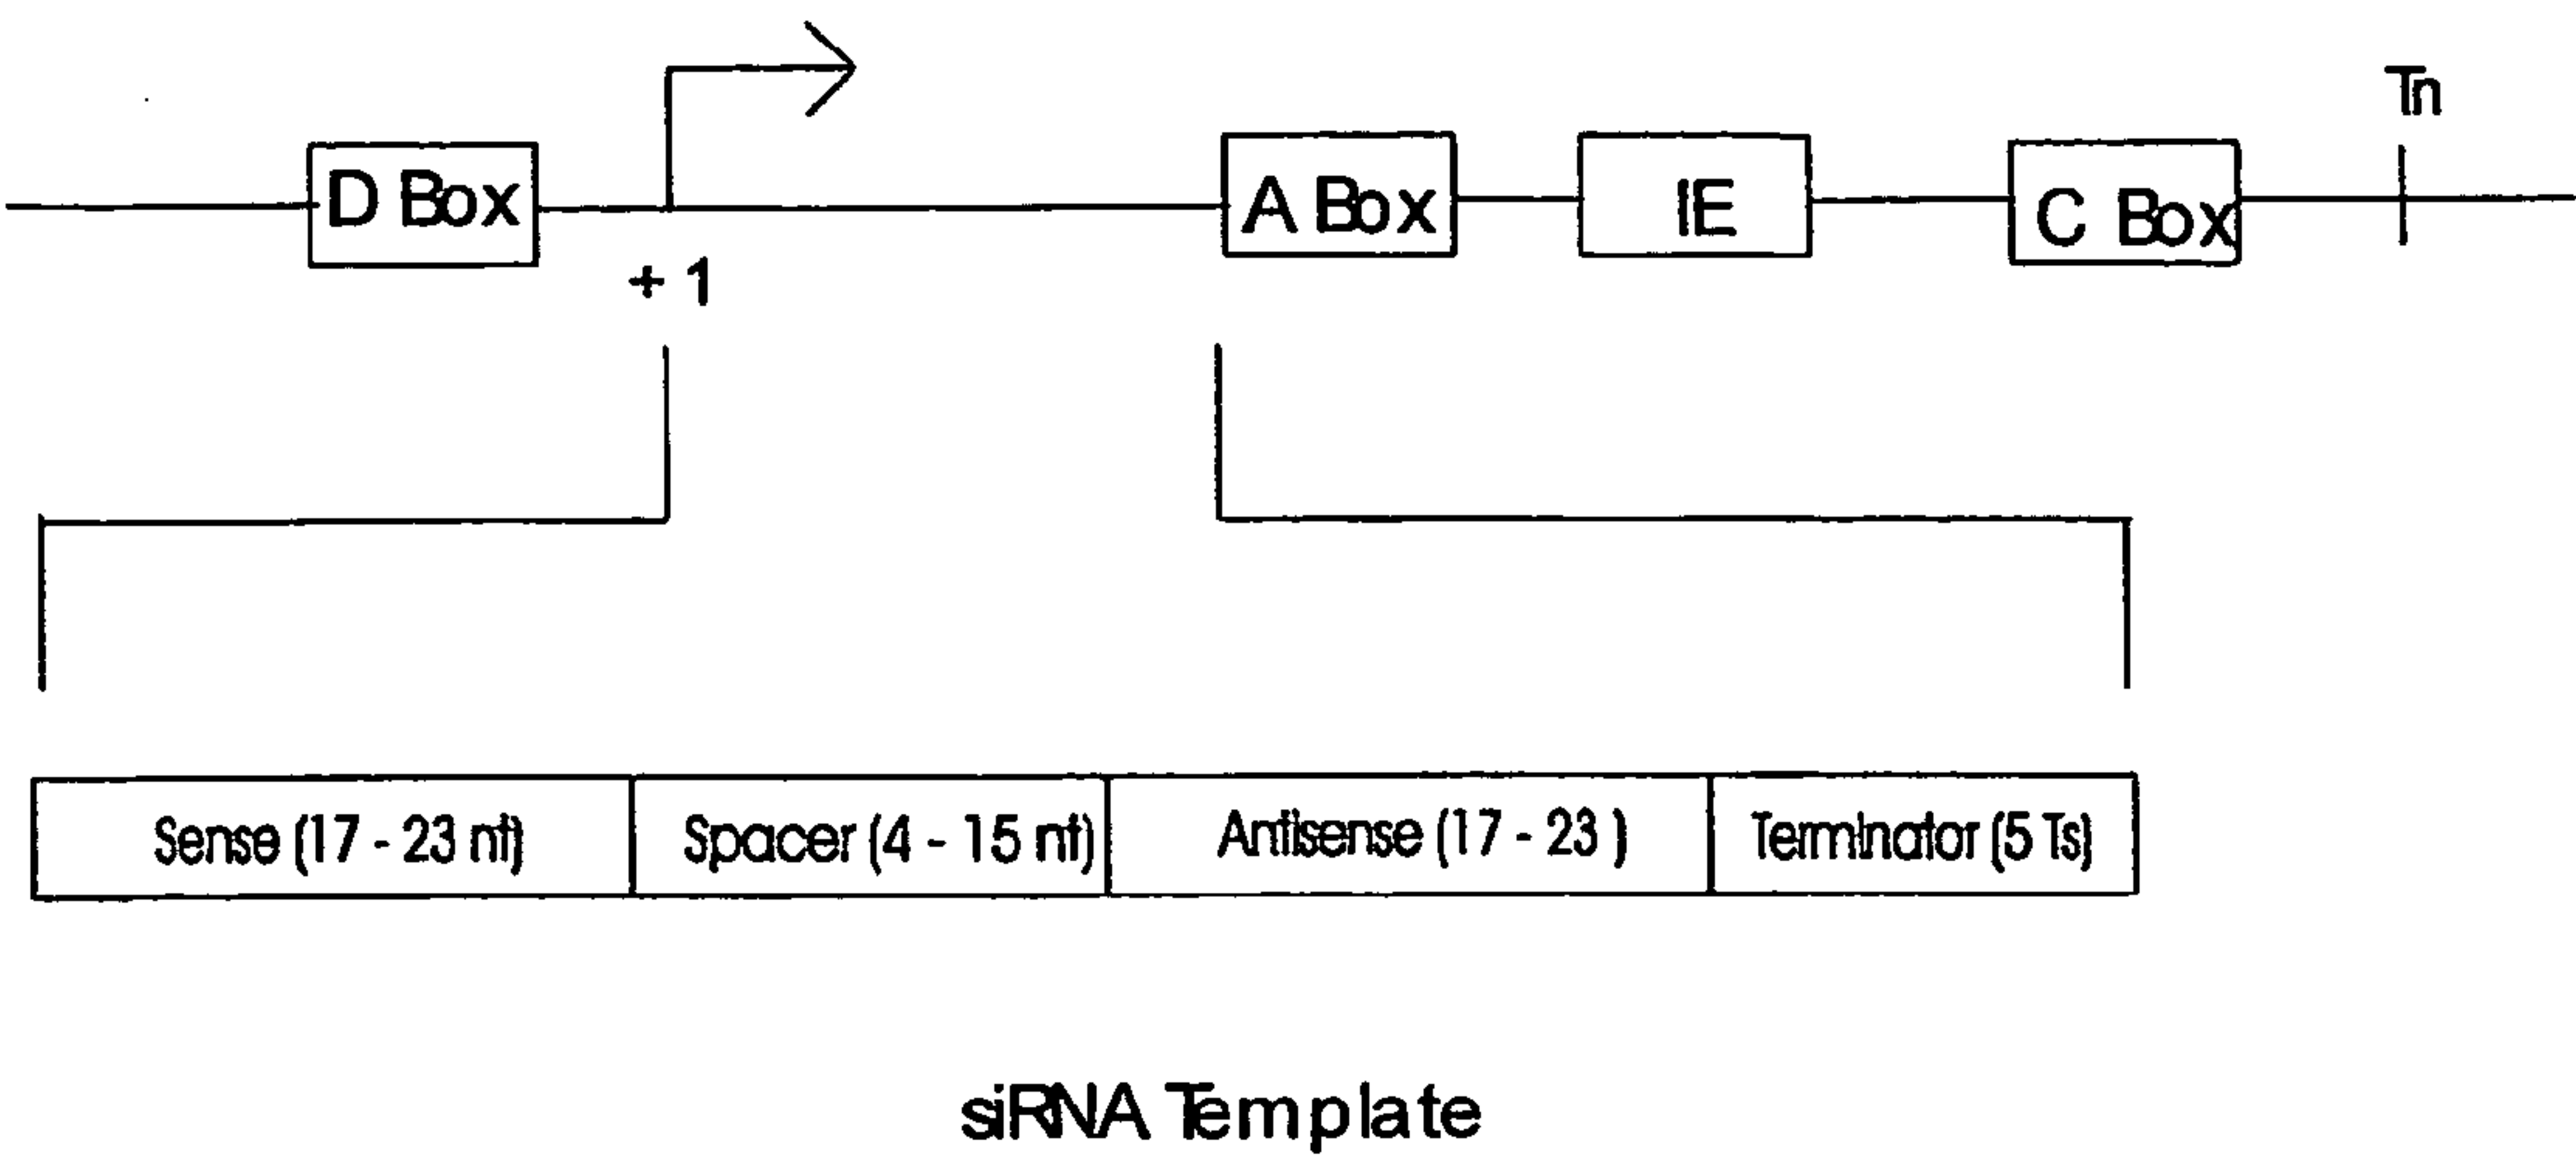 Tn
D Box
A Box
IE
C Box
+ 1
Sense (17 - 23 nt)
Spacer (4 - 15 nt)
Antisense (17 - 23 )
Terminator (5 Ts)
siRNA Template